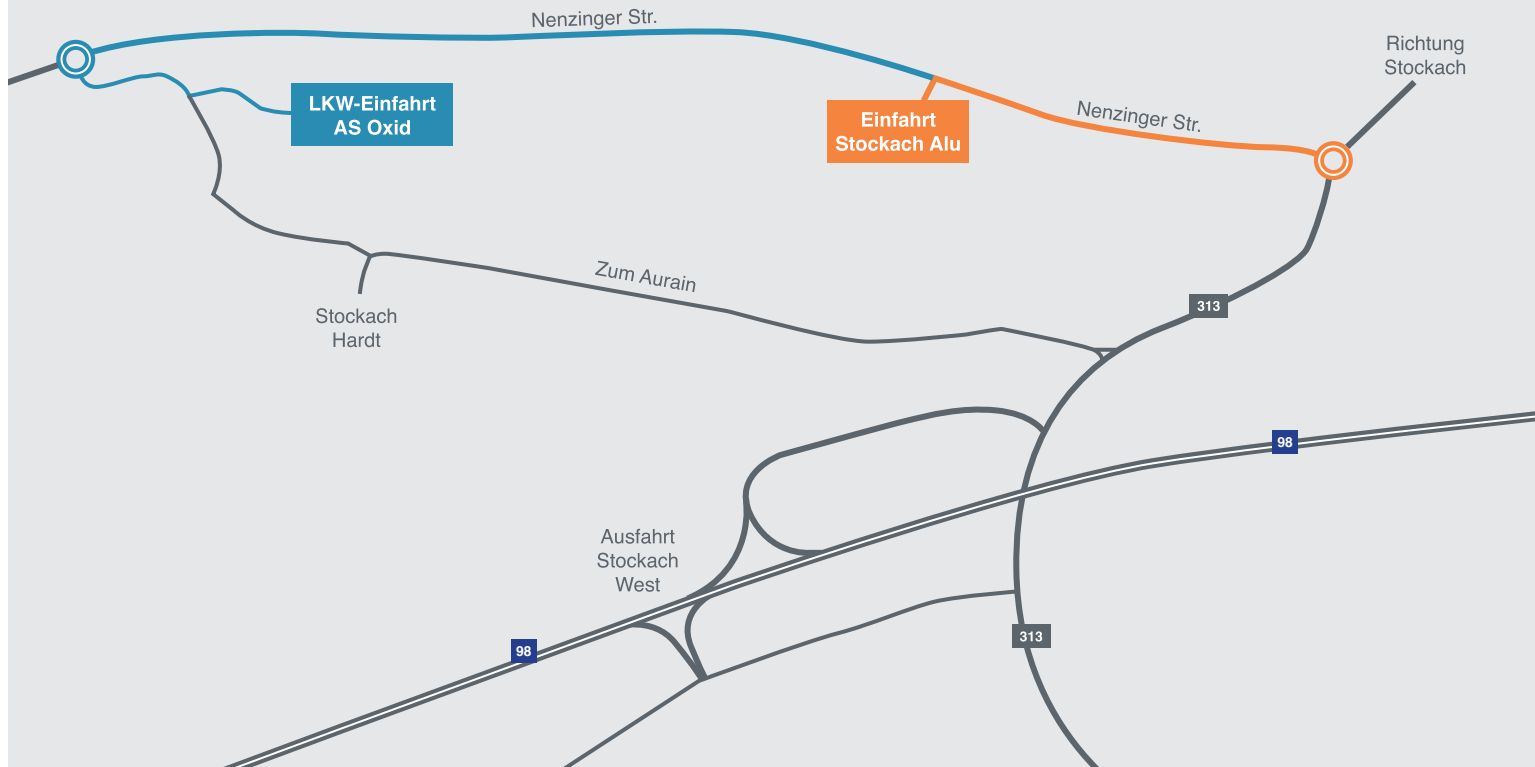 Nenzinger Str.
Richtung
Stockach
LKW-Einfahrt
AS Oxid
Einfahrt
Stockach Alu
Nenzinger Str.
Zum Aurain
313
Stockach
Hardt
98
Ausfahrt
Stockach
West
313
98